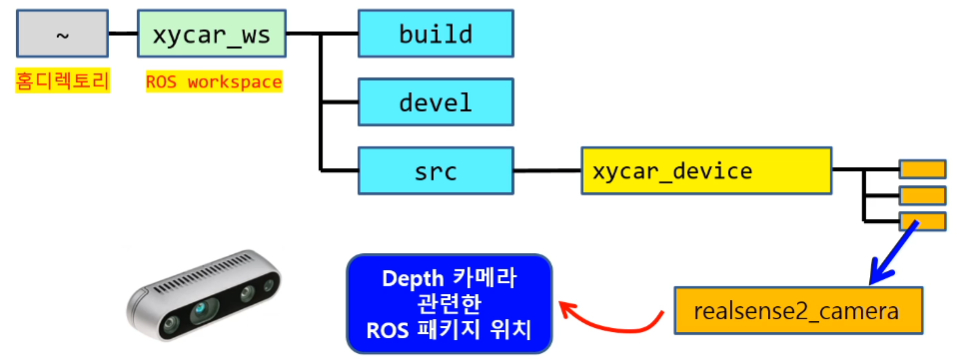 ~
xycar_ws
build
홈디렉토리
ROS workspace
devel
src
xycar_device
Depth 카메라
관련한
ROS 패키지 위치
realsense2_camera